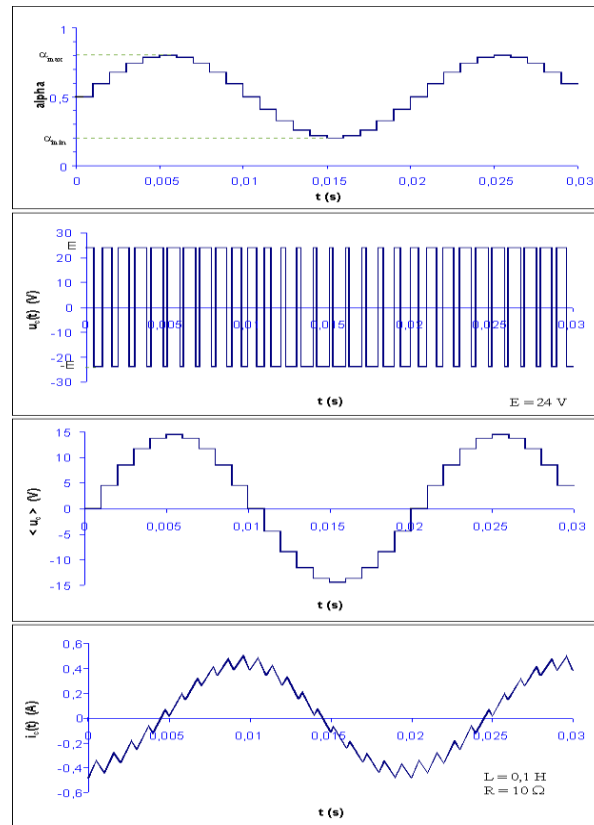 1
α max
alpha
0,5
α min
0
0 0,005 0,01 0,015 0,02 0,025 0,03
t (s)
30
E
20
10
u_c(t) (V)
0
0 0,005 0,01 0,015 0,02 0,025 0,03
-10
-20
-E
-30
t (s)
E = 24 V
15
10
5
< u_c > (V)
0
0 0,005 0,01 0,015 0,02 0,025 0,03
-5
-10
-15
t (s)
0,6
0,4
0,2
i_c(t) (A)
0
0 0,005 0,01 0,015 0,02 0,025 0,03
-0,2
-0,4
-0,6
L = 0,1 H
R = 10 Ω
t (s)